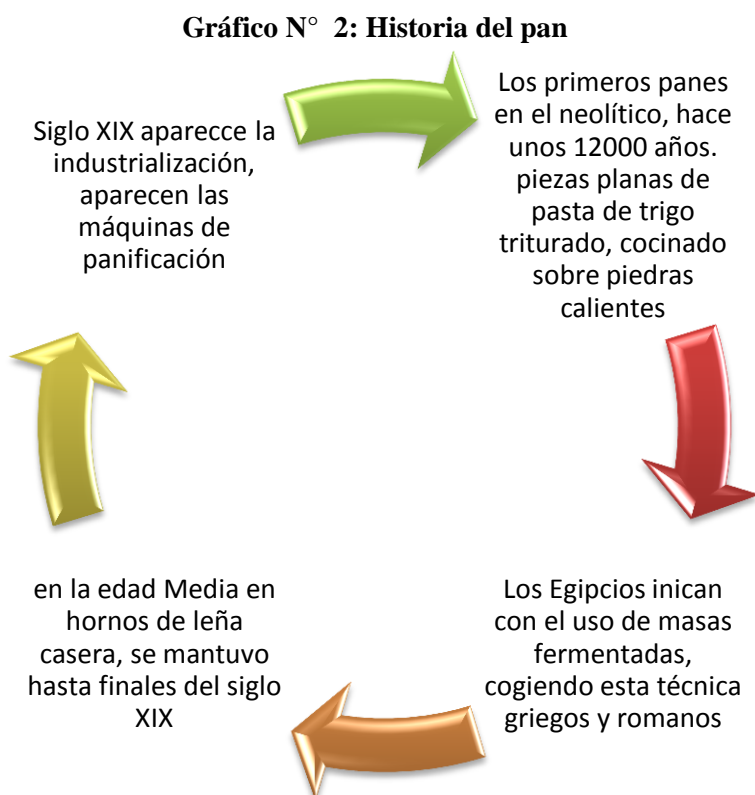 Gráfico N° 2: Historia del pan
Los primeros panes
en el neolítico, hace
unos 12000 años.
piezas planas de
pasta de trigo
triturado, cocinado
sobre piedras
calientes
Los Egipcios inican
con el uso de masas
fermentadas,
cogiendo esta técnica
griegos y romanos
en la edad Media en
hornos de leña
casera, se mantuvo
hasta finales del siglo
XIX
Siglo XIX aparecce la
industrialización,
aparecen las
máquinas de
panificación